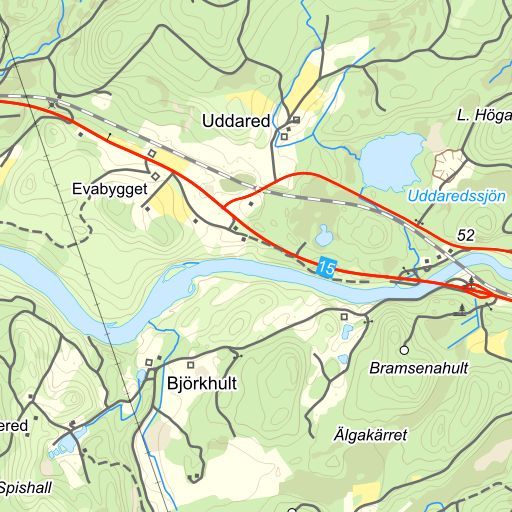 L. Höga
Uddared
Evabygget
Uddaredssjön
52
15
Bramsenahult
Björkhult
ered
Älgakärret
Spishall